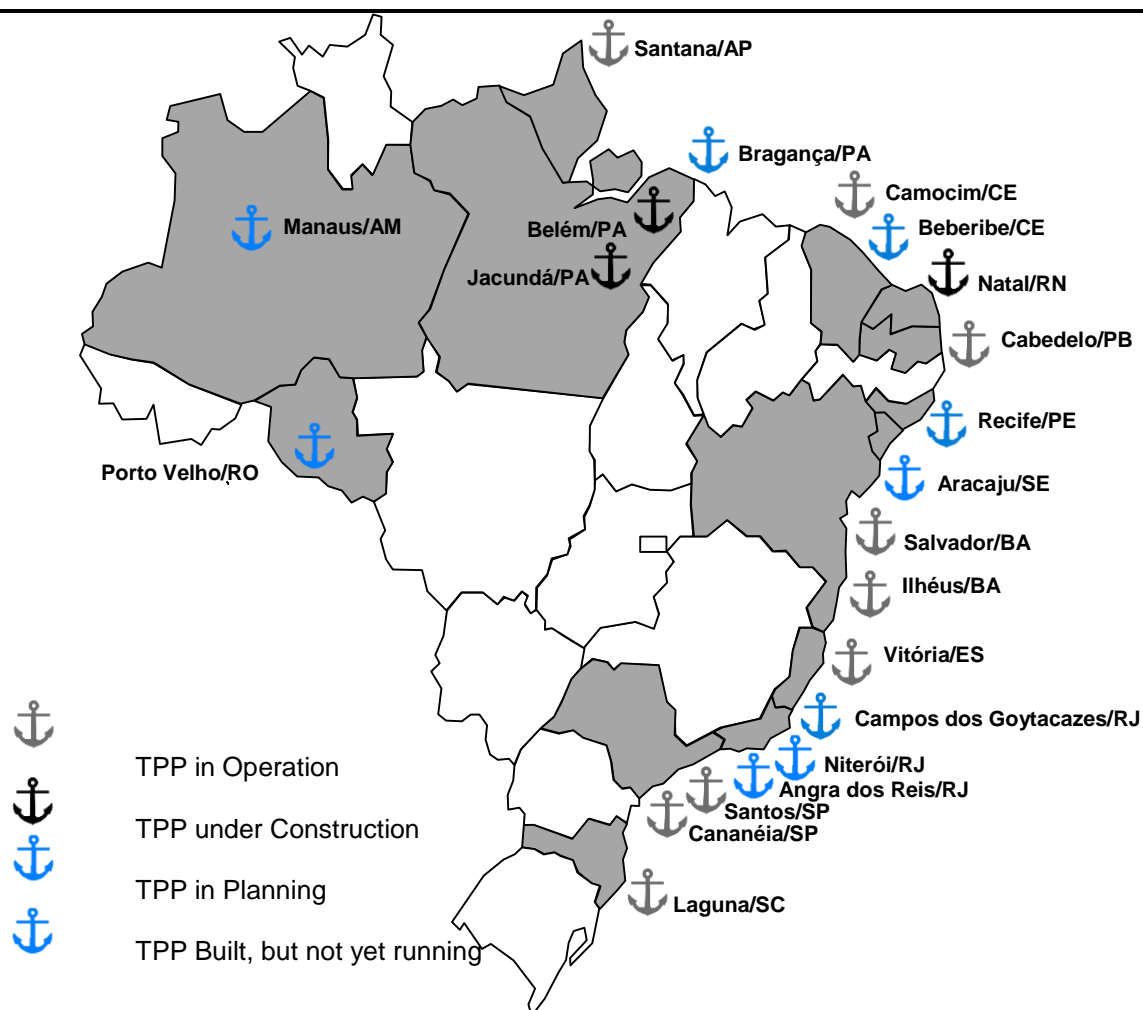 Santana/AP
Bragança/PA
Camocim/CE
Manaus/AM
Belém/PA
Beberibe/CE
Jacundá/PA
Natal/RN
Cabedelo/PB
Recife/PE
Porto Velho/RO
Aracaju/SE
Salvador/BA
Ilhéus/BA
Vitória/ES
Campos dos Goytacazes/RJ
Niterói/RJ
TPP in Operation
Angra dos Reis/RJ
Santos/SP
TPP under Construction
Cananéia/SP
TPP in Planning
Laguna/SC
TPP Built, but not yet running